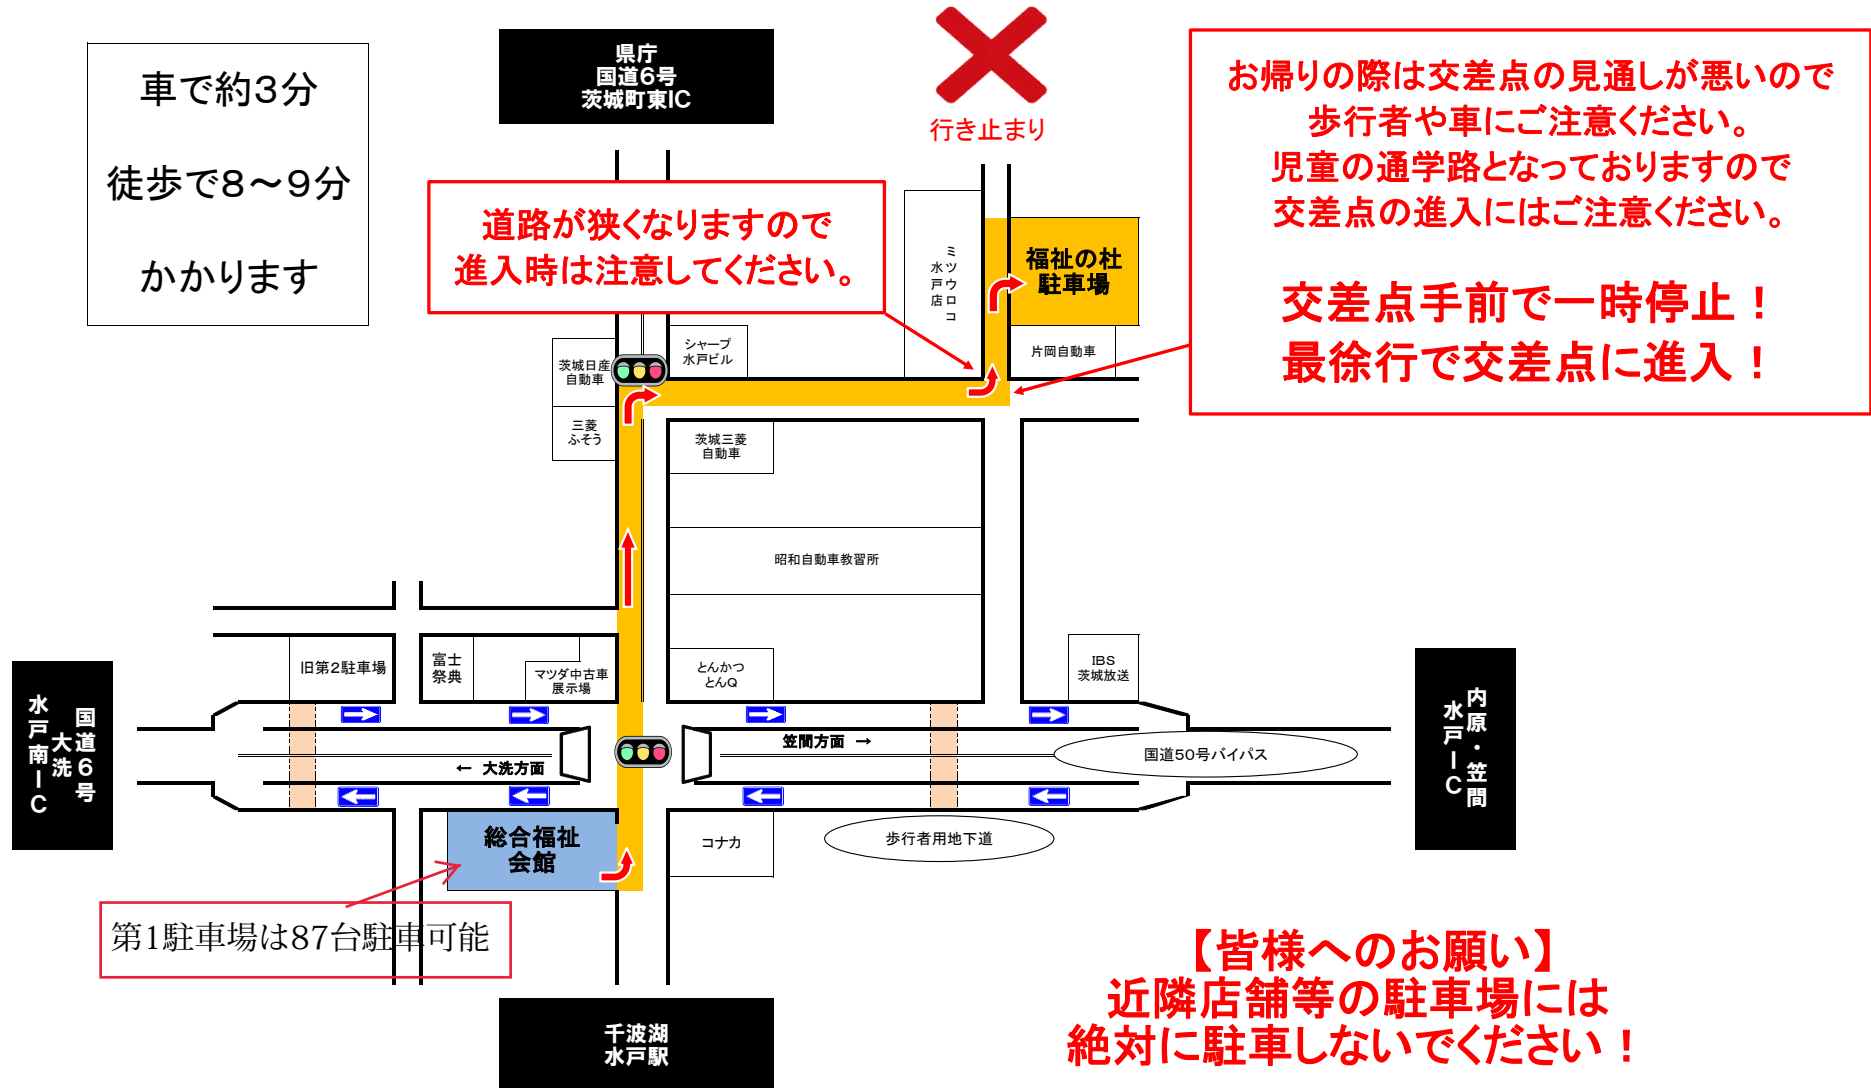 車で約3分
徒歩で8～9分
かかります
県庁
国道6号
茨城町東IC
行き止まり
お帰りの際は交差点の見通しが悪いので
歩行者や車にご注意ください。
児童の通学路となっておりますので
交差点の進入にはご注意ください。
交差点手前で一時停止！
最徐行で交差点に進入！
道路が狭くなりますので
進入時は注意してください。
ミツウロコ
水戸店
福祉の杜
駐車場
シャープ
水戸ビル
片岡自動車
茨城日産
自動車
三菱
ふそう
茨城三菱
自動車
昭和自動車教習所
旧第2駐車場
富士
祭典
マツダ中古車
展示場
とんかつ
とんQ
IBS
茨城放送
国道6号
大洗
水戸南IC
笠間方面 →
← 大洗方面
国道50号バイパス
内原・笠間
水戸IC
総合福祉
会館
コナカ
歩行者用地下道
第1駐車場は87台駐車可能
【皆様へのお願い】
近隣店舗等の駐車場には
絶対に駐車しないでください！
千波湖
水戸駅